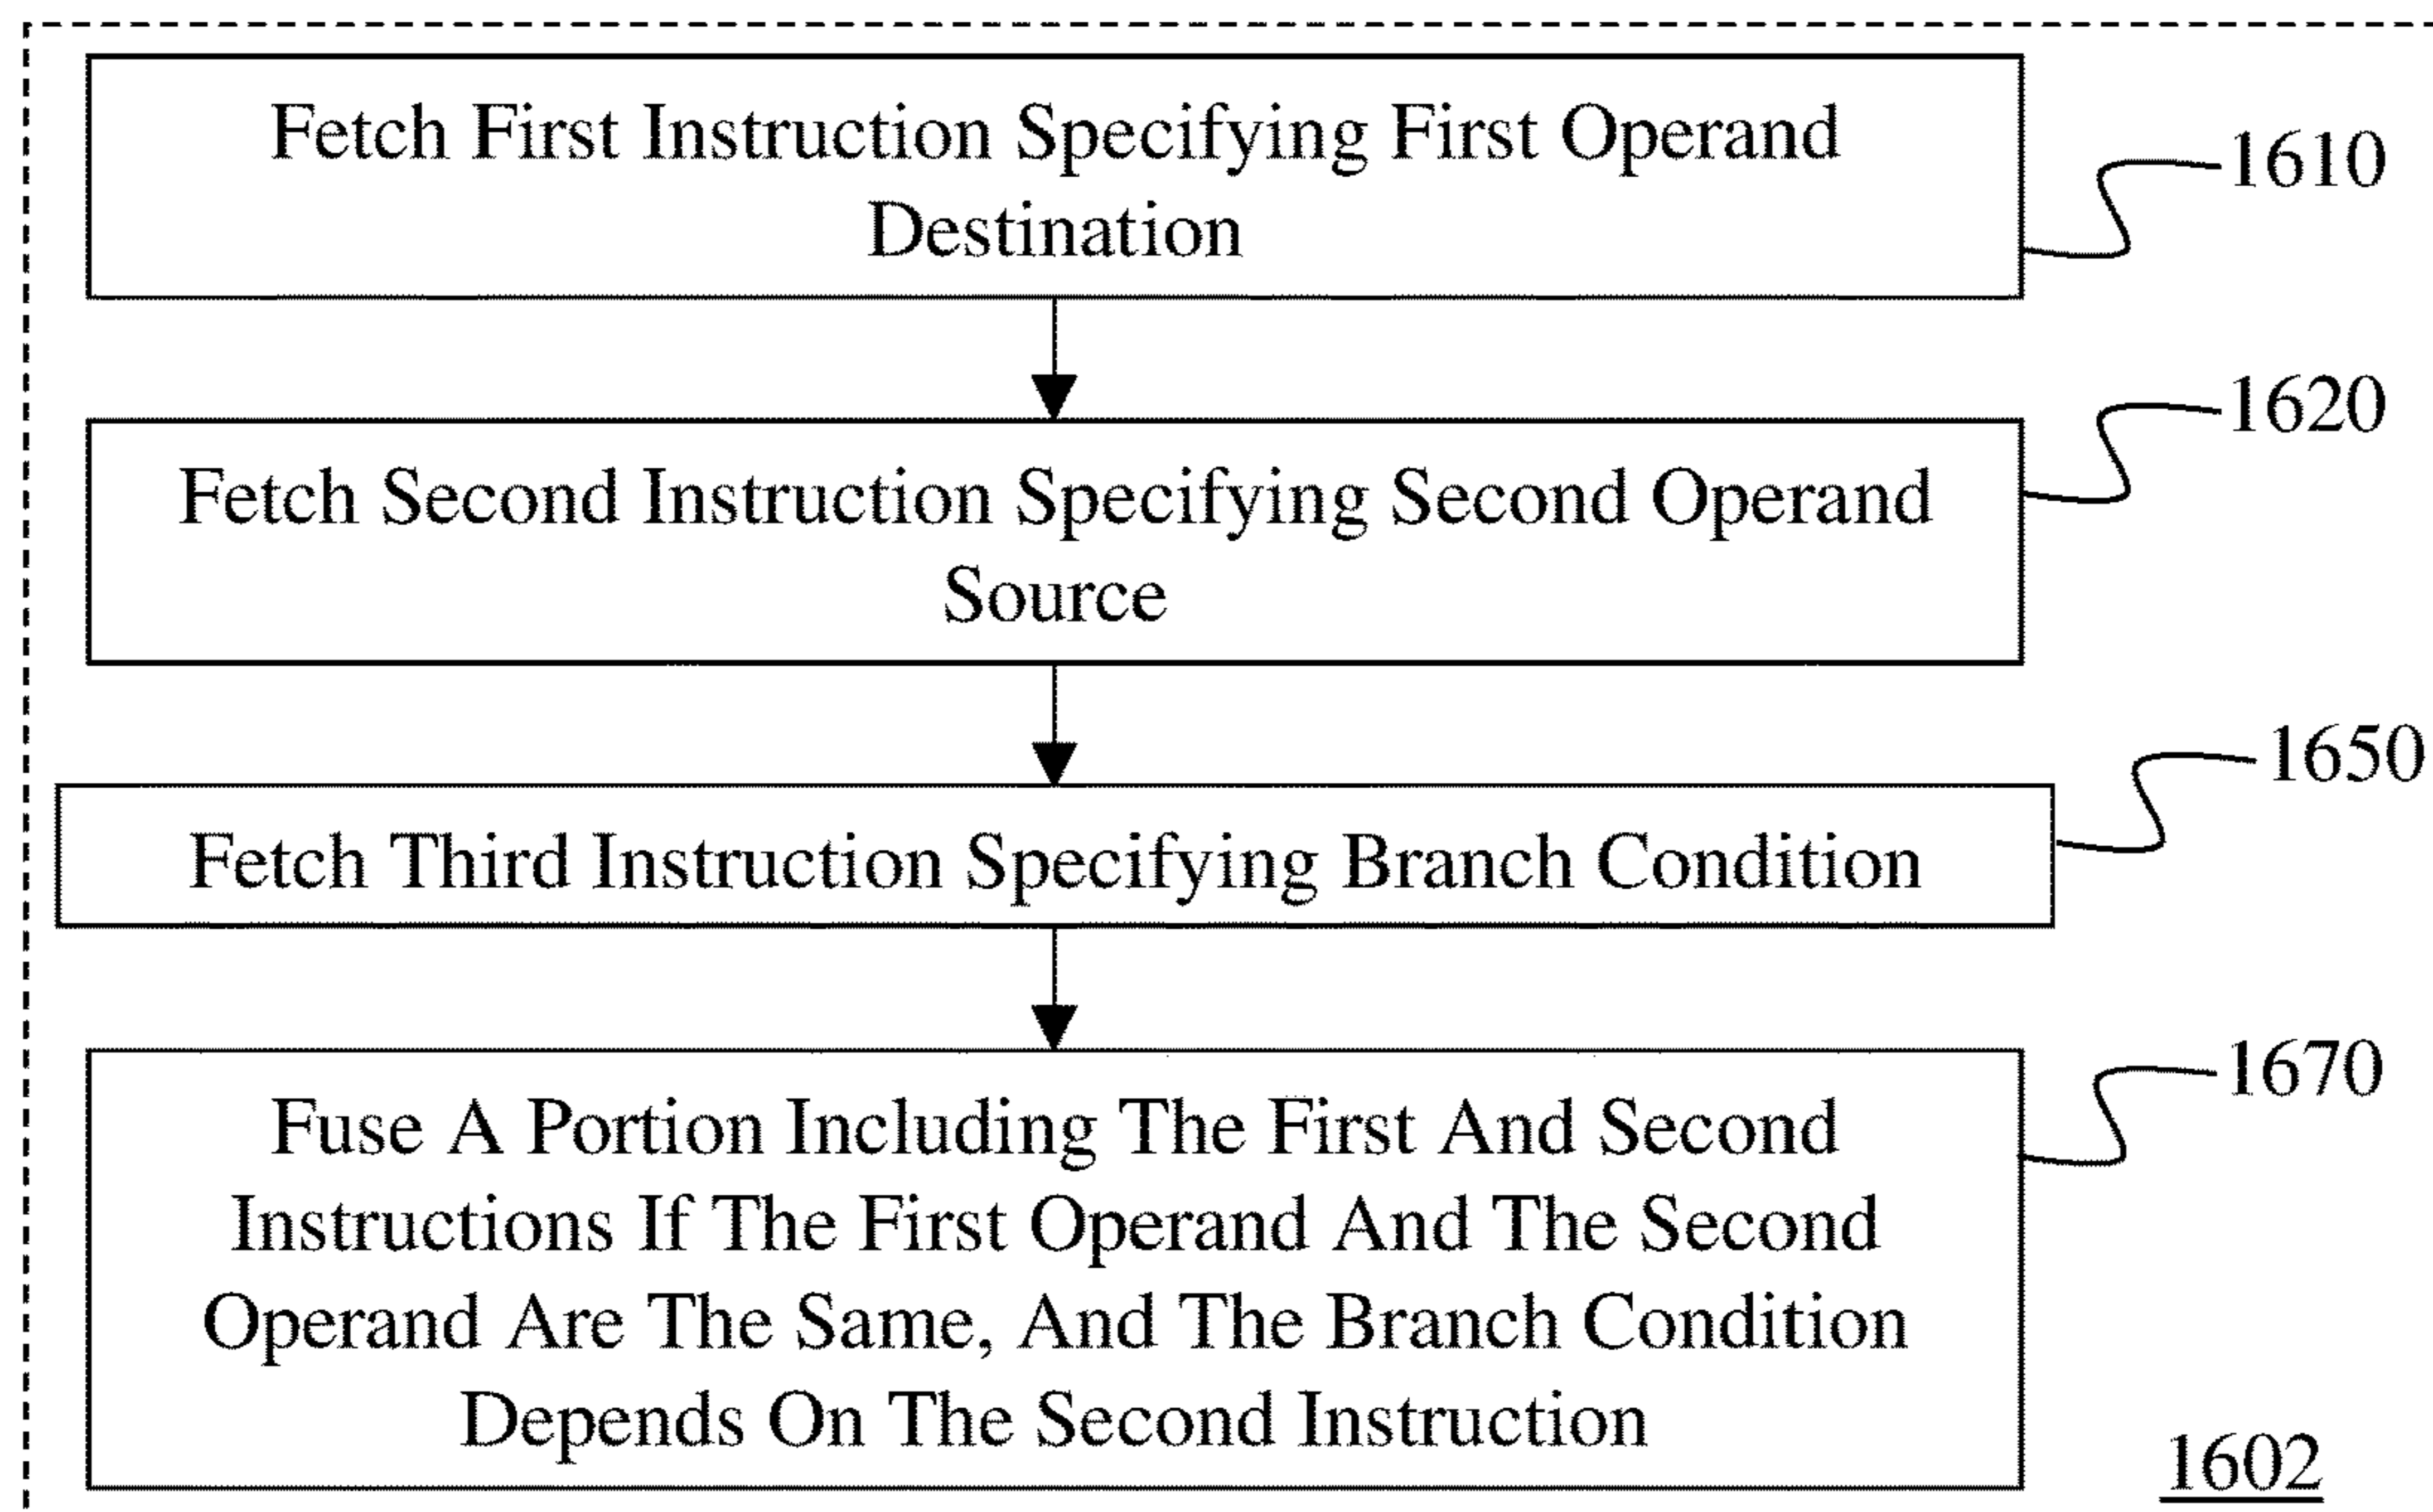 Fetch First Instruction Specifying First Operand
Destination
1610
Fetch Second Instruction Specifying Second Operand
Source
1620
Fetch Third Instruction Specifying Branch Condition
1650
Fuse A Portion Including The First And Second
Instructions If The First Operand And The Second
Operand Are The Same, And The Branch Condition
Depends On The Second Instruction
1670
1602